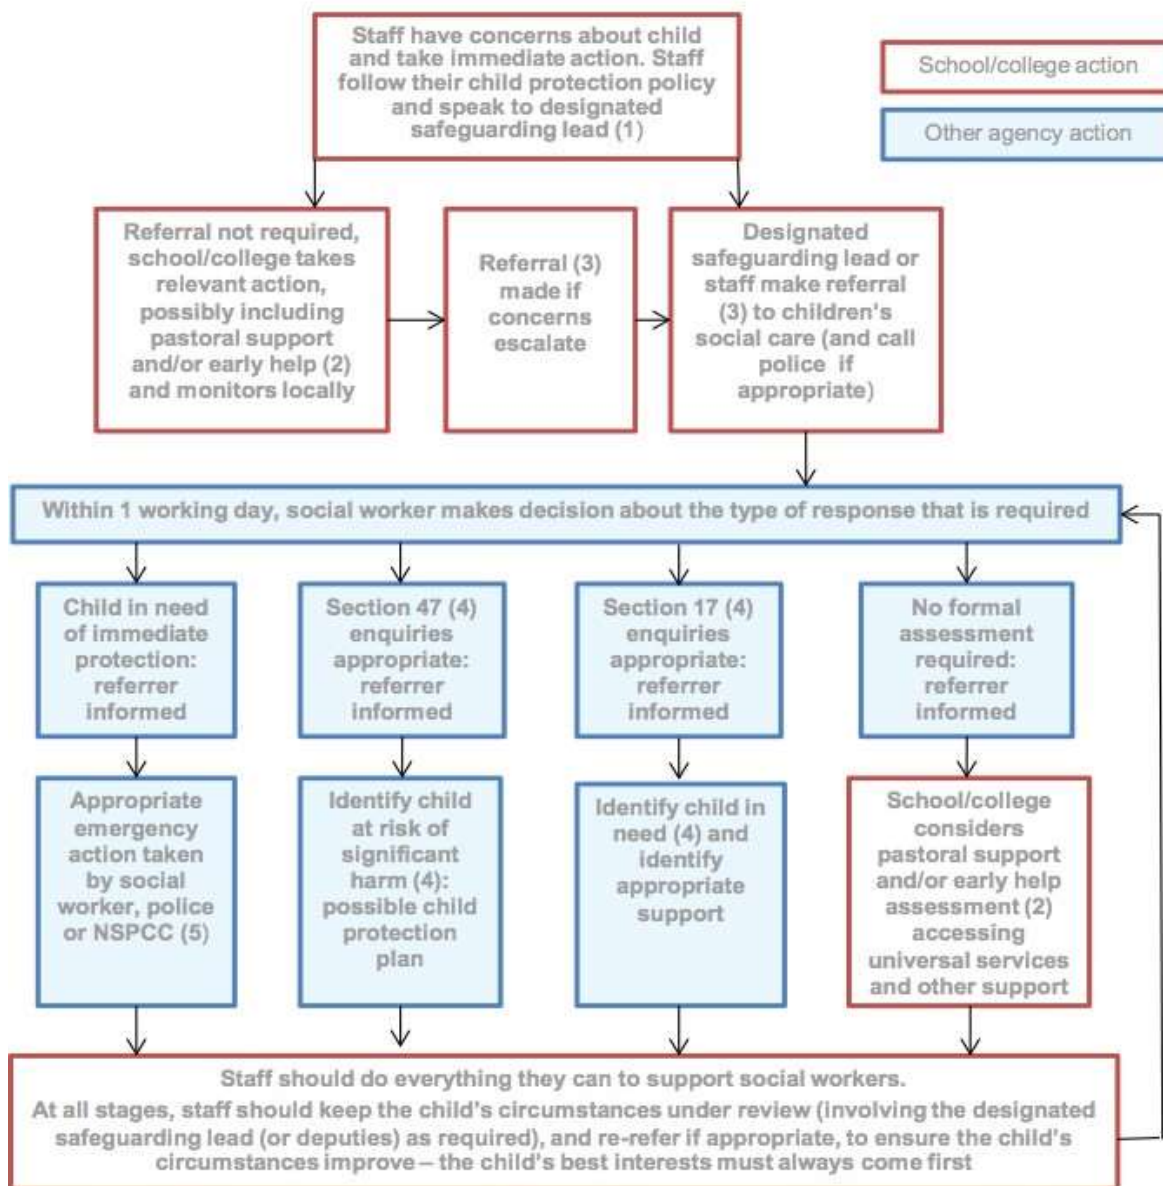 Staff have concerns about child
and take immediate action. Staff
follow their child protection policy
and speak to designated
safeguarding lead (1)
School/college action
Other agency action
Referral not required,
school/college takes
relevant action,
possibly including
pastoral support
and/or early help (2)
and monitors locally
Referral (3)
made if
concerns
escalate
Designated
safeguarding lead or
staff make referral
(3) to children's
social care (and call
police if
appropriate)
Within 1 working day, social worker makes decision about the type of response that is required
Child in need
of immediate
protection:
referrer
informed
Section 47 (4)
enquiries
appropriate:
referrer
informed
Section 17 (4)
enquiries
appropriate:
referrer
informed
No formal
assessment
required:
referrer
informed
Appropriate
emergency
action taken
by social
worker, police
or NSPCC (5)
Identify child
at risk of
significant
harm (4):
possible child
protection
plan
Identify child in
need (4) and
identify
appropriate
support
School/college
considers
pastoral support
and/or early help
assessment (2)
accessing
universal services
and other support
Staff should do everything they can to support social workers.
At all stages, staff should keep the child's circumstances under review (involving the designated
safeguarding lead (or deputies) as required), and re-refer if appropriate, to ensure the child's
circumstances improve – the child's best interests must always come first